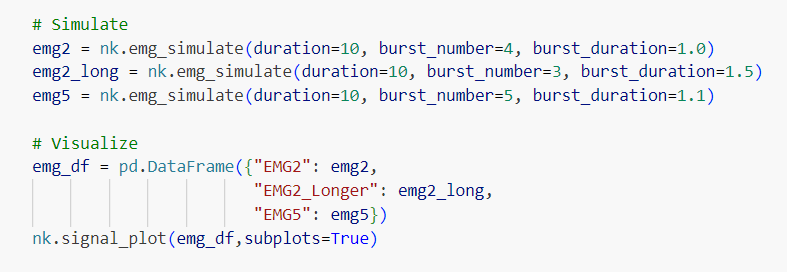 # Simulate
emg2 = nk.emg_simulate(duration=10, burst_number=4, burst_duration=1.0)
emg2_long = nk.emg_simulate(duration=10, burst_number=3, burst_duration=1.5)
emg5 = nk.emg_simulate(duration=10, burst_number=5, burst_duration=1.1)
# Visualize
emg_df = pd.DataFrame({"EMG2": emg2,
"EMG2_Longer": emg2_long,
"EMG5": emg5})
nk.signal_plot(emg_df,subplots=True)